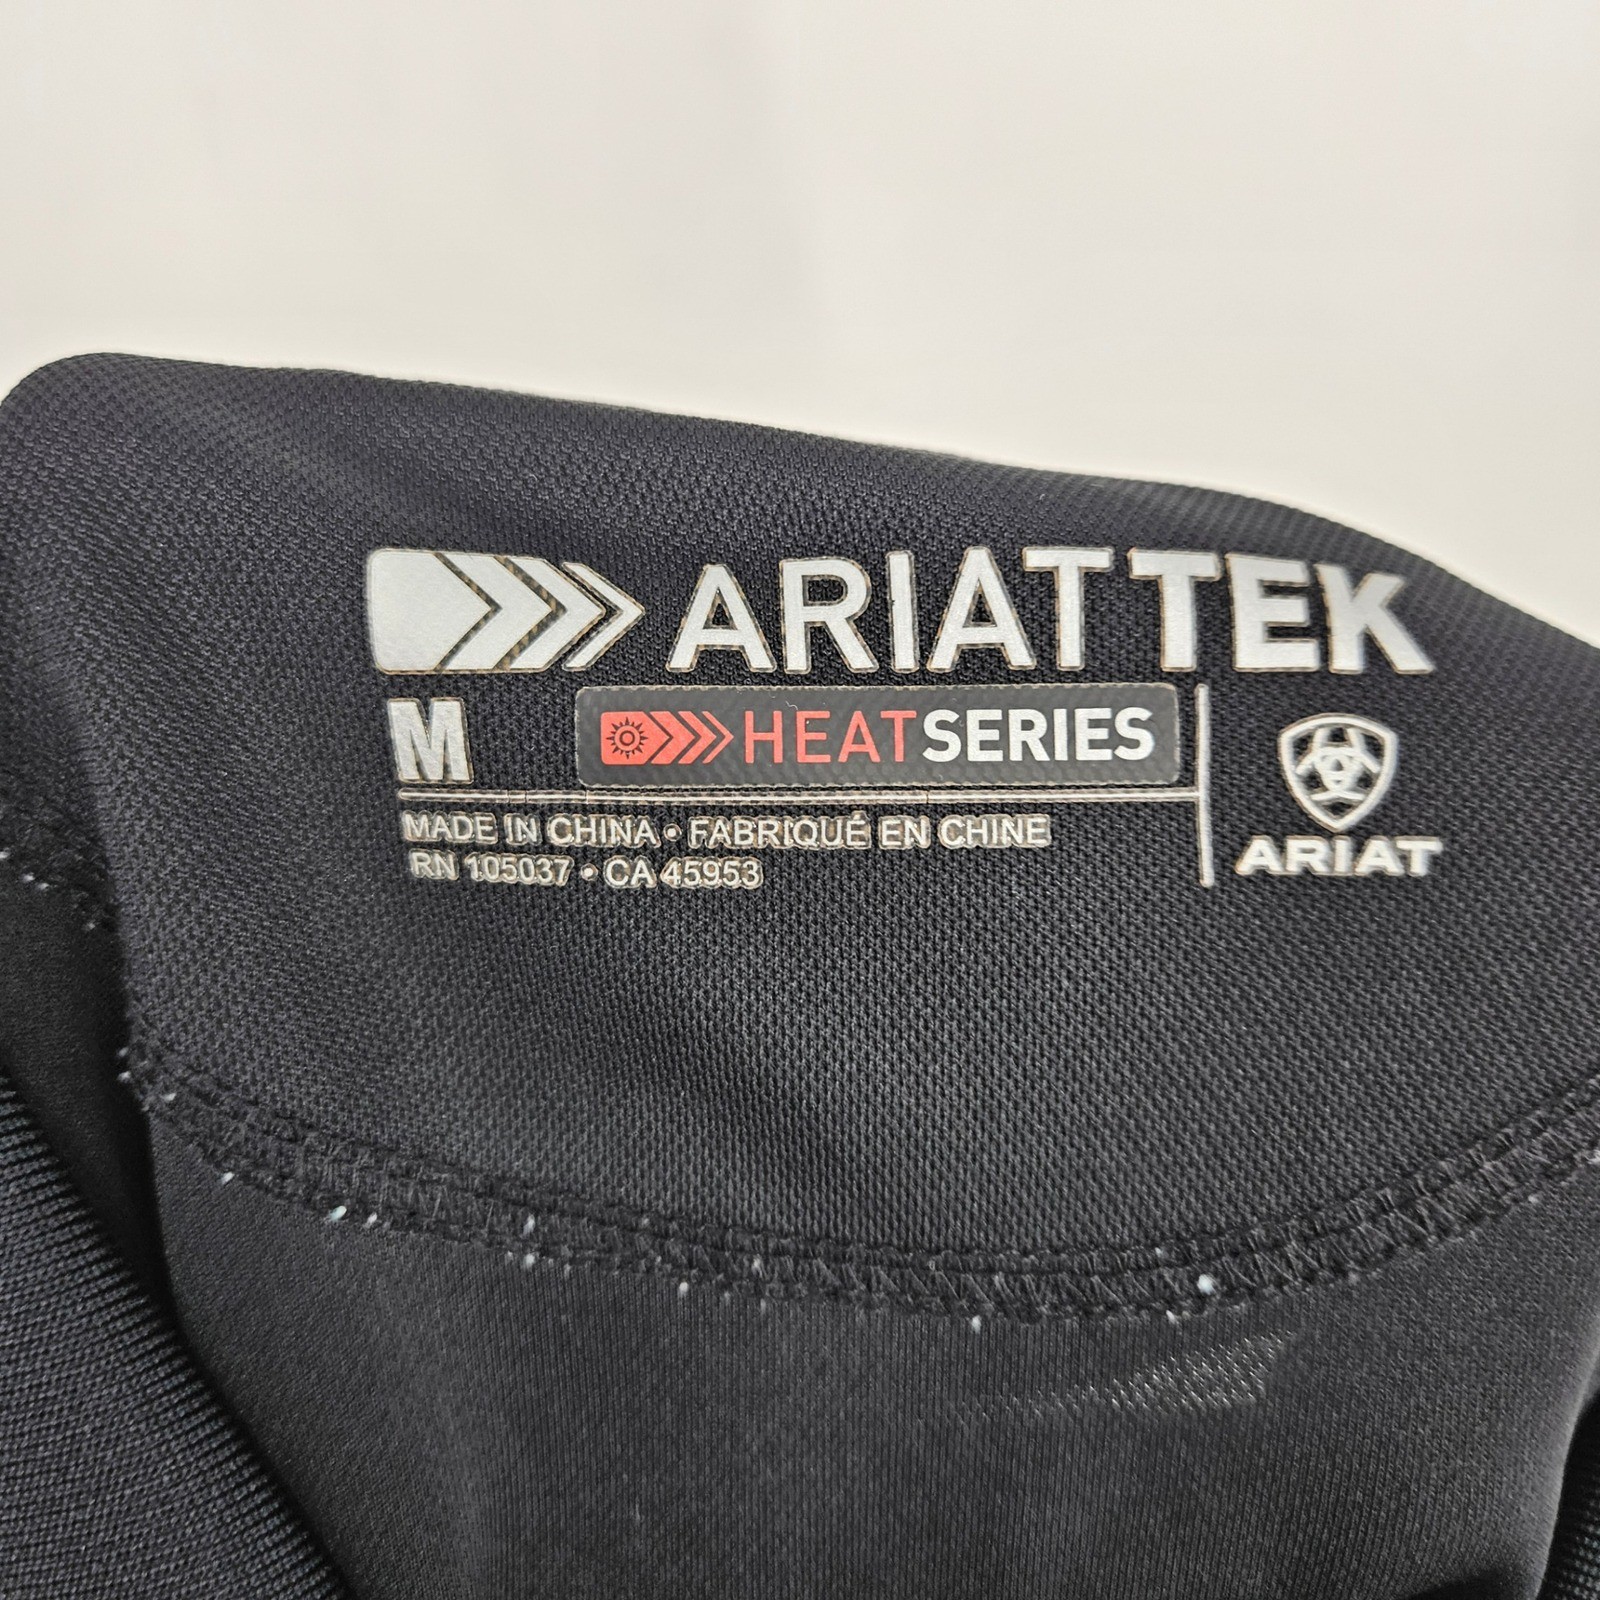 ARIATTEK
M HEATSERIES
MADE IN CHINA • FABRIQUÉ EN CHINE
RN 105037 • CA 45953
ARIAT